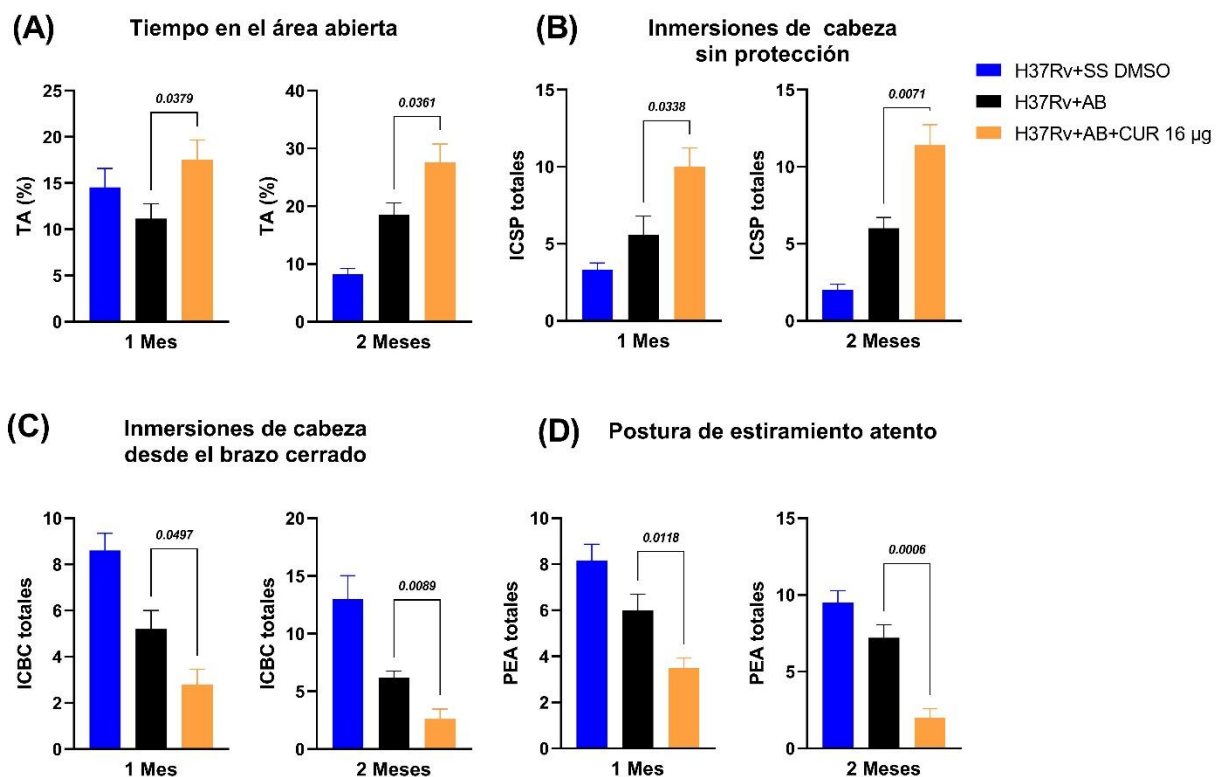 (A)
Tiempo en el área abierta
TA (%)
25
20
15
10
5
0
0.0379
1 Mes
TA (%)
40
30
20
10
0
0.0361
2 Meses
(B)
Inmersiones de cabeza
sin protección
ICSP totales
15
10
5
0
0.0338
1 Mes
ICSP totales
15
10
5
0
0.0071
2 Meses
H37Rv+SS DMSO
H37Rv+AB
H37Rv+AB+CUR 16 µg
(C)
Inmersiones de cabeza
desde el brazo cerrado
ICBC totales
10
8
6
4
2
0
0.0497
1 Mes
ICBC totales
20
15
10
5
0
0.0089
2 Meses
(D)
Postura de estiramiento atento
PEA totales
10
8
6
4
2
0
0.0118
1 Mes
PEA totales
15
10
5
0
0.0006
2 Meses